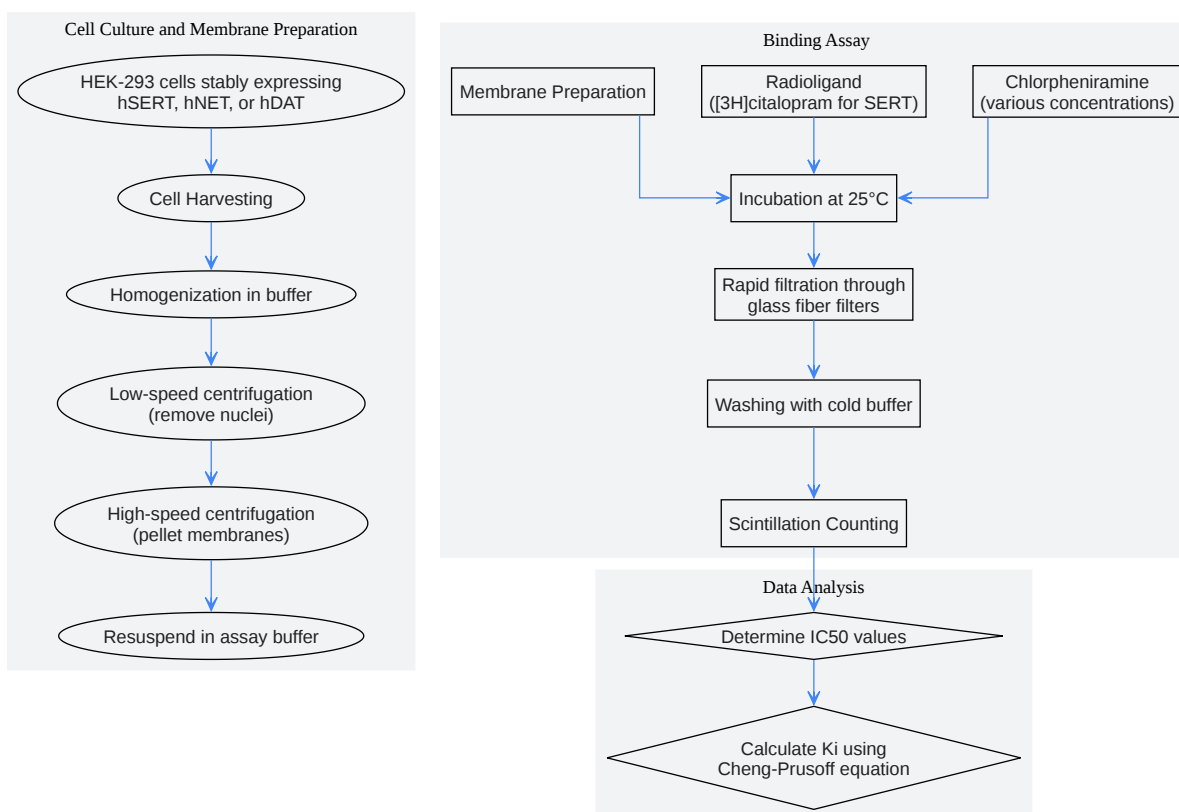 Cell Culture and Membrane Preparation
HEK-293 cells stably expressing
hSERT, hNET, or hDAT
Cell Harvesting
Homogenization in buffer
Low-speed centrifugation
(remove nuclei)
High-speed centrifugation
(pellet membranes)
Resuspend in assay buffer
Binding Assay
Membrane Preparation
Radioligand
([3H]citalopram for SERT)
Chlorpheniramine
(various concentrations)
Incubation at 25°C
Rapid filtration through
glass fiber filters
Washing with cold buffer
Scintillation Counting
Data Analysis
Determine IC50 values
Calculate Ki using
Cheng-Prusoff equation